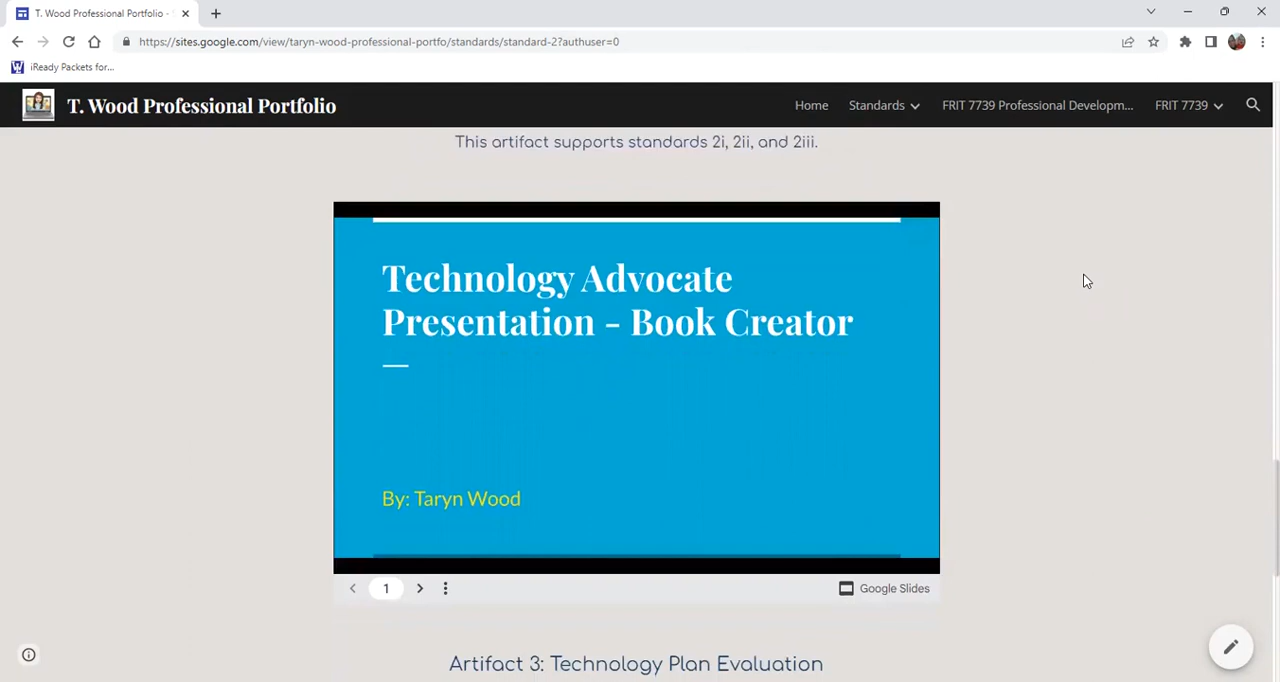 T. Wood Professional Portfolio -
https://sites.google.com/view/taryn-wood-professional-portfo/standards/standard-2?authuser=0
iReady Packets for...
T. Wood Professional Portfolio
Home
Standards
FRIT 7739 Professional Developm...
FRIT 7739
This artifact supports standards 2i, 2ii, and 2iii.
Technology Advocate
Presentation - Book Creator
By: Taryn Wood
1
Google Slides
Artifact 3: Technology Plan Evaluation